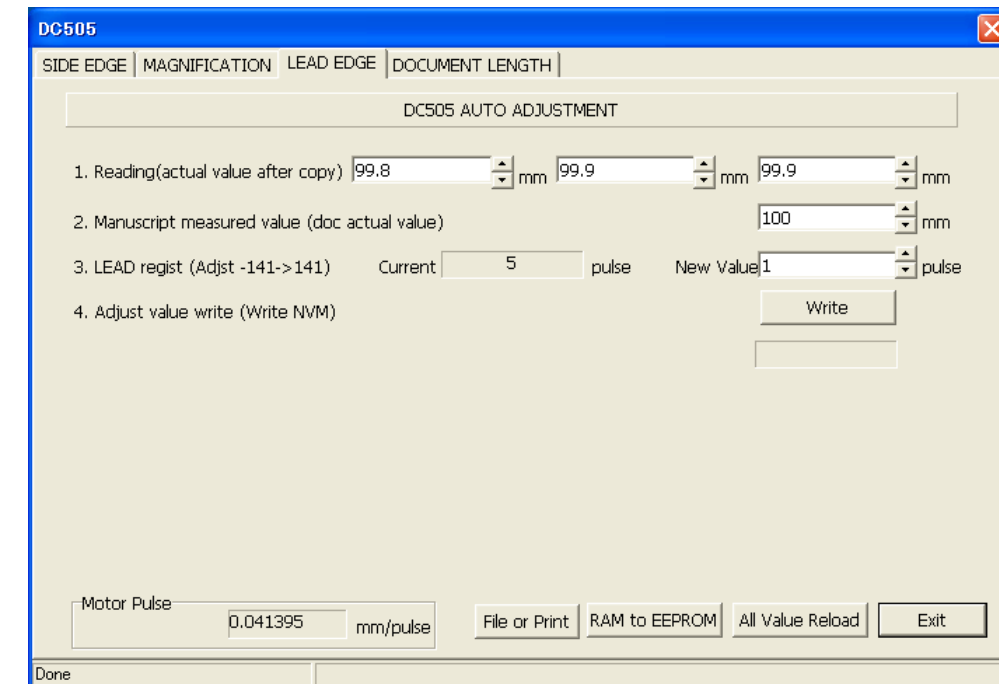 DC505
SIDE EDGE MAGNIFICATION LEAD EDGE DOCUMENT LENGTH
DC505 AUTO ADJUSTMENT
1. Reading(actual value after copy) 99.8 mm 99.9 mm 99.9 mm
2. Manuscript measured value (doc actual value) 100 mm
3. LEAD regist (Adjst -141->141) Current 5 pulse New Value 1 pulse
4. Adjust value write (Write NVM) Write
Motor Pulse
0.041395 mm/pulse File or Print RAM to EEPROM All Value Reload Exit
Done